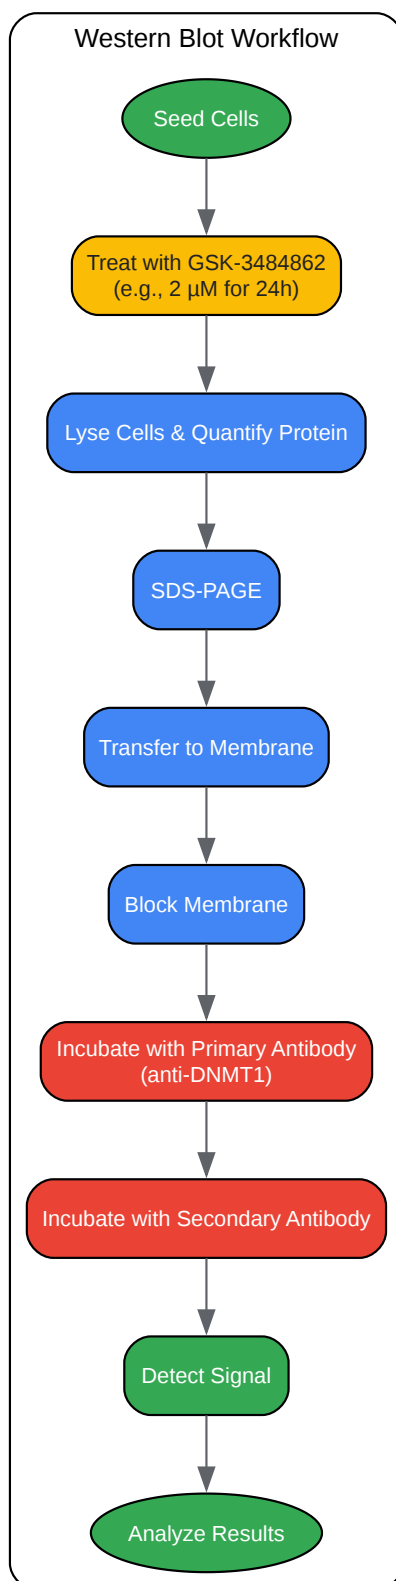 Western Blot Workflow
Seed Cells
Treat with GSK-3484862
(e.g., 2 µM for 24h)
Lyse Cells & Quantify Protein
SDS-PAGE
Transfer to Membrane
Block Membrane
Incubate with Primary Antibody
(anti-DNMT1)
Incubate with Secondary Antibody
Detect Signal
Analyze Results